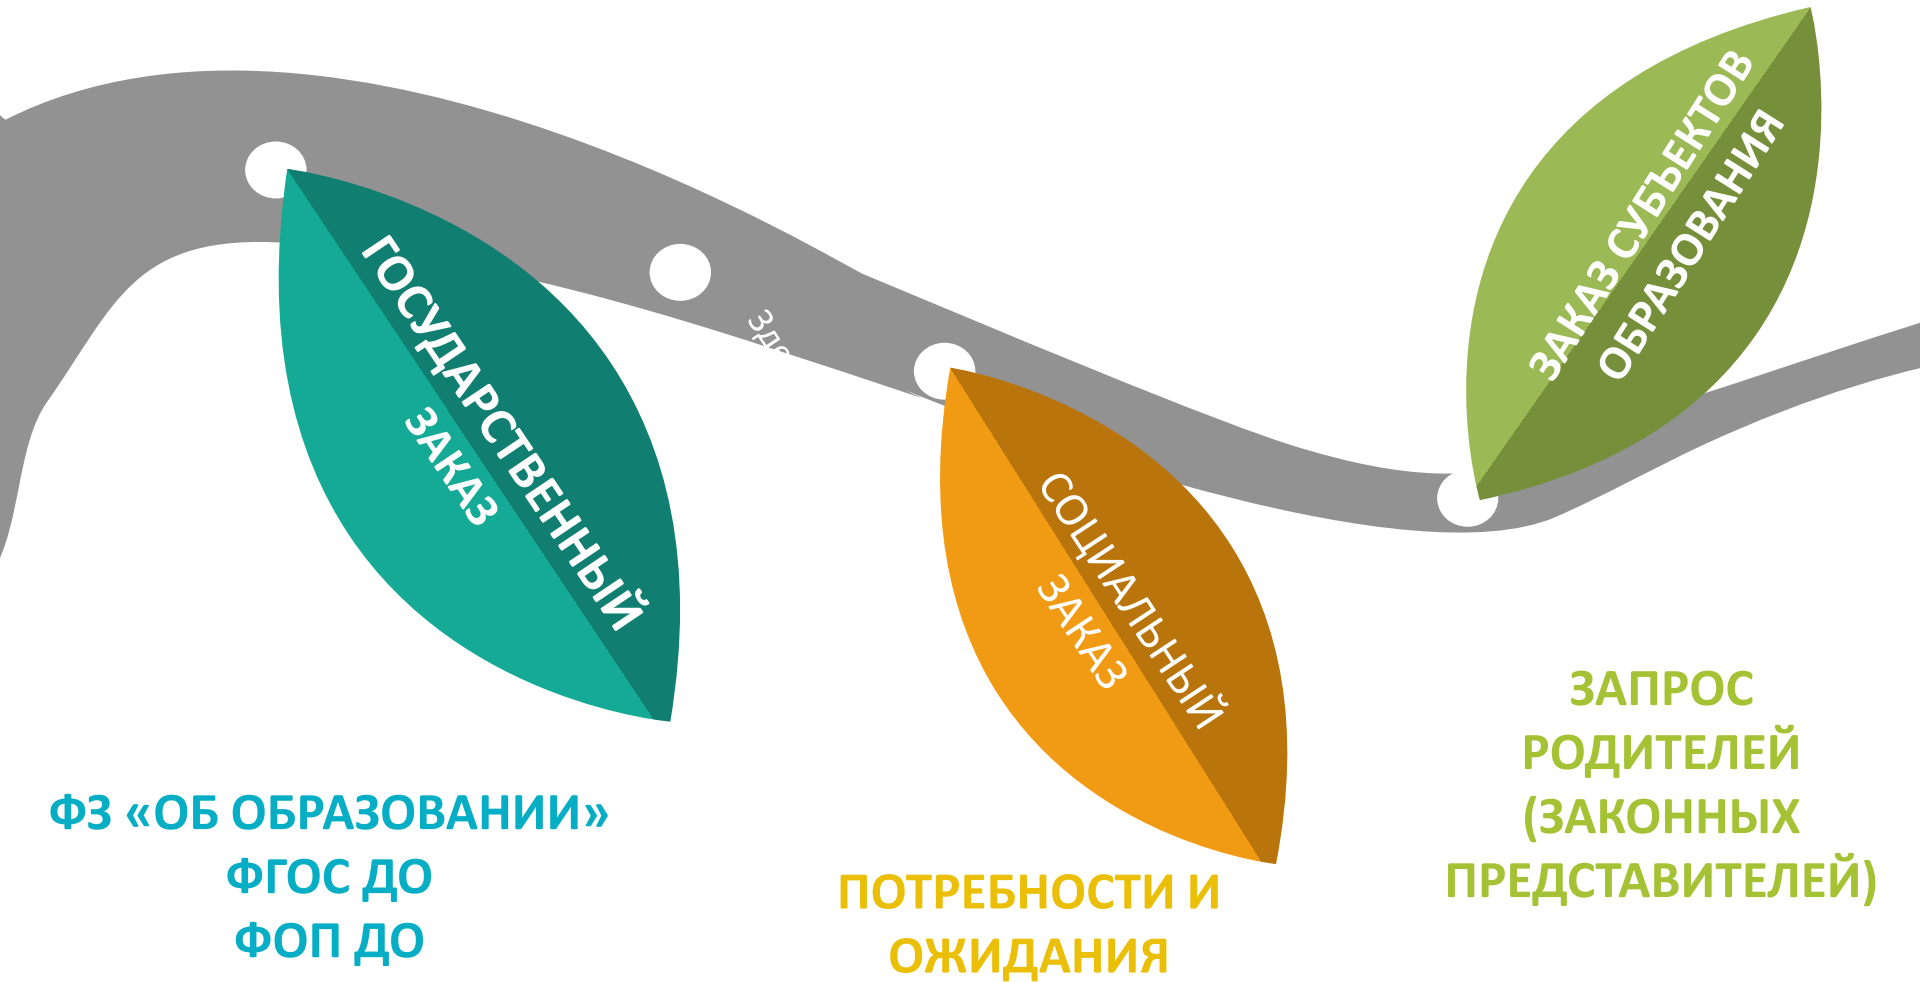 ГОСУДАРСТВЕННЫЙ
ЗАКАЗ
СОЦИАЛЬНЫЙ
ЗАКАЗ
ЗАКАЗ СУБЪЕКТОВ
ОБРАЗОВАНИЯ
ФЗ «ОБ ОБРАЗОВАНИИ»
ФГОС ДО
ФОП ДО
ПОТРЕБНОСТИ И
ОЖИДАНИЯ
ЗАПРОС
РОДИТЕЛЕЙ
(ЗАКОННЫХ
ПРЕДСТАВИТЕЛЕЙ)